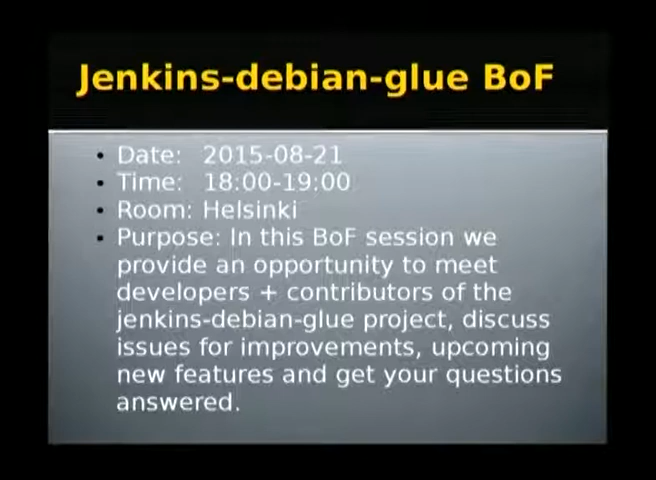 Jenkins-debian-glue BoF
• Date: 2015-08-21
• Time: 18:00-19:00
• Room: Helsinki
• Purpose: In this BoF session we
provide an opportunity to meet
developers + contributors of the
jenkins-debian-glue project, discuss
issues for improvements, upcoming
new features and get your questions
answered.